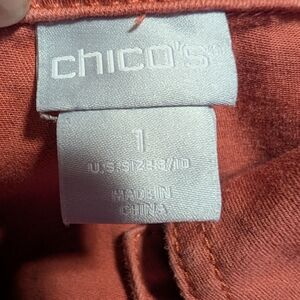 chico's
1
U.S. SIZE: 8/10
MADE IN
CHINA